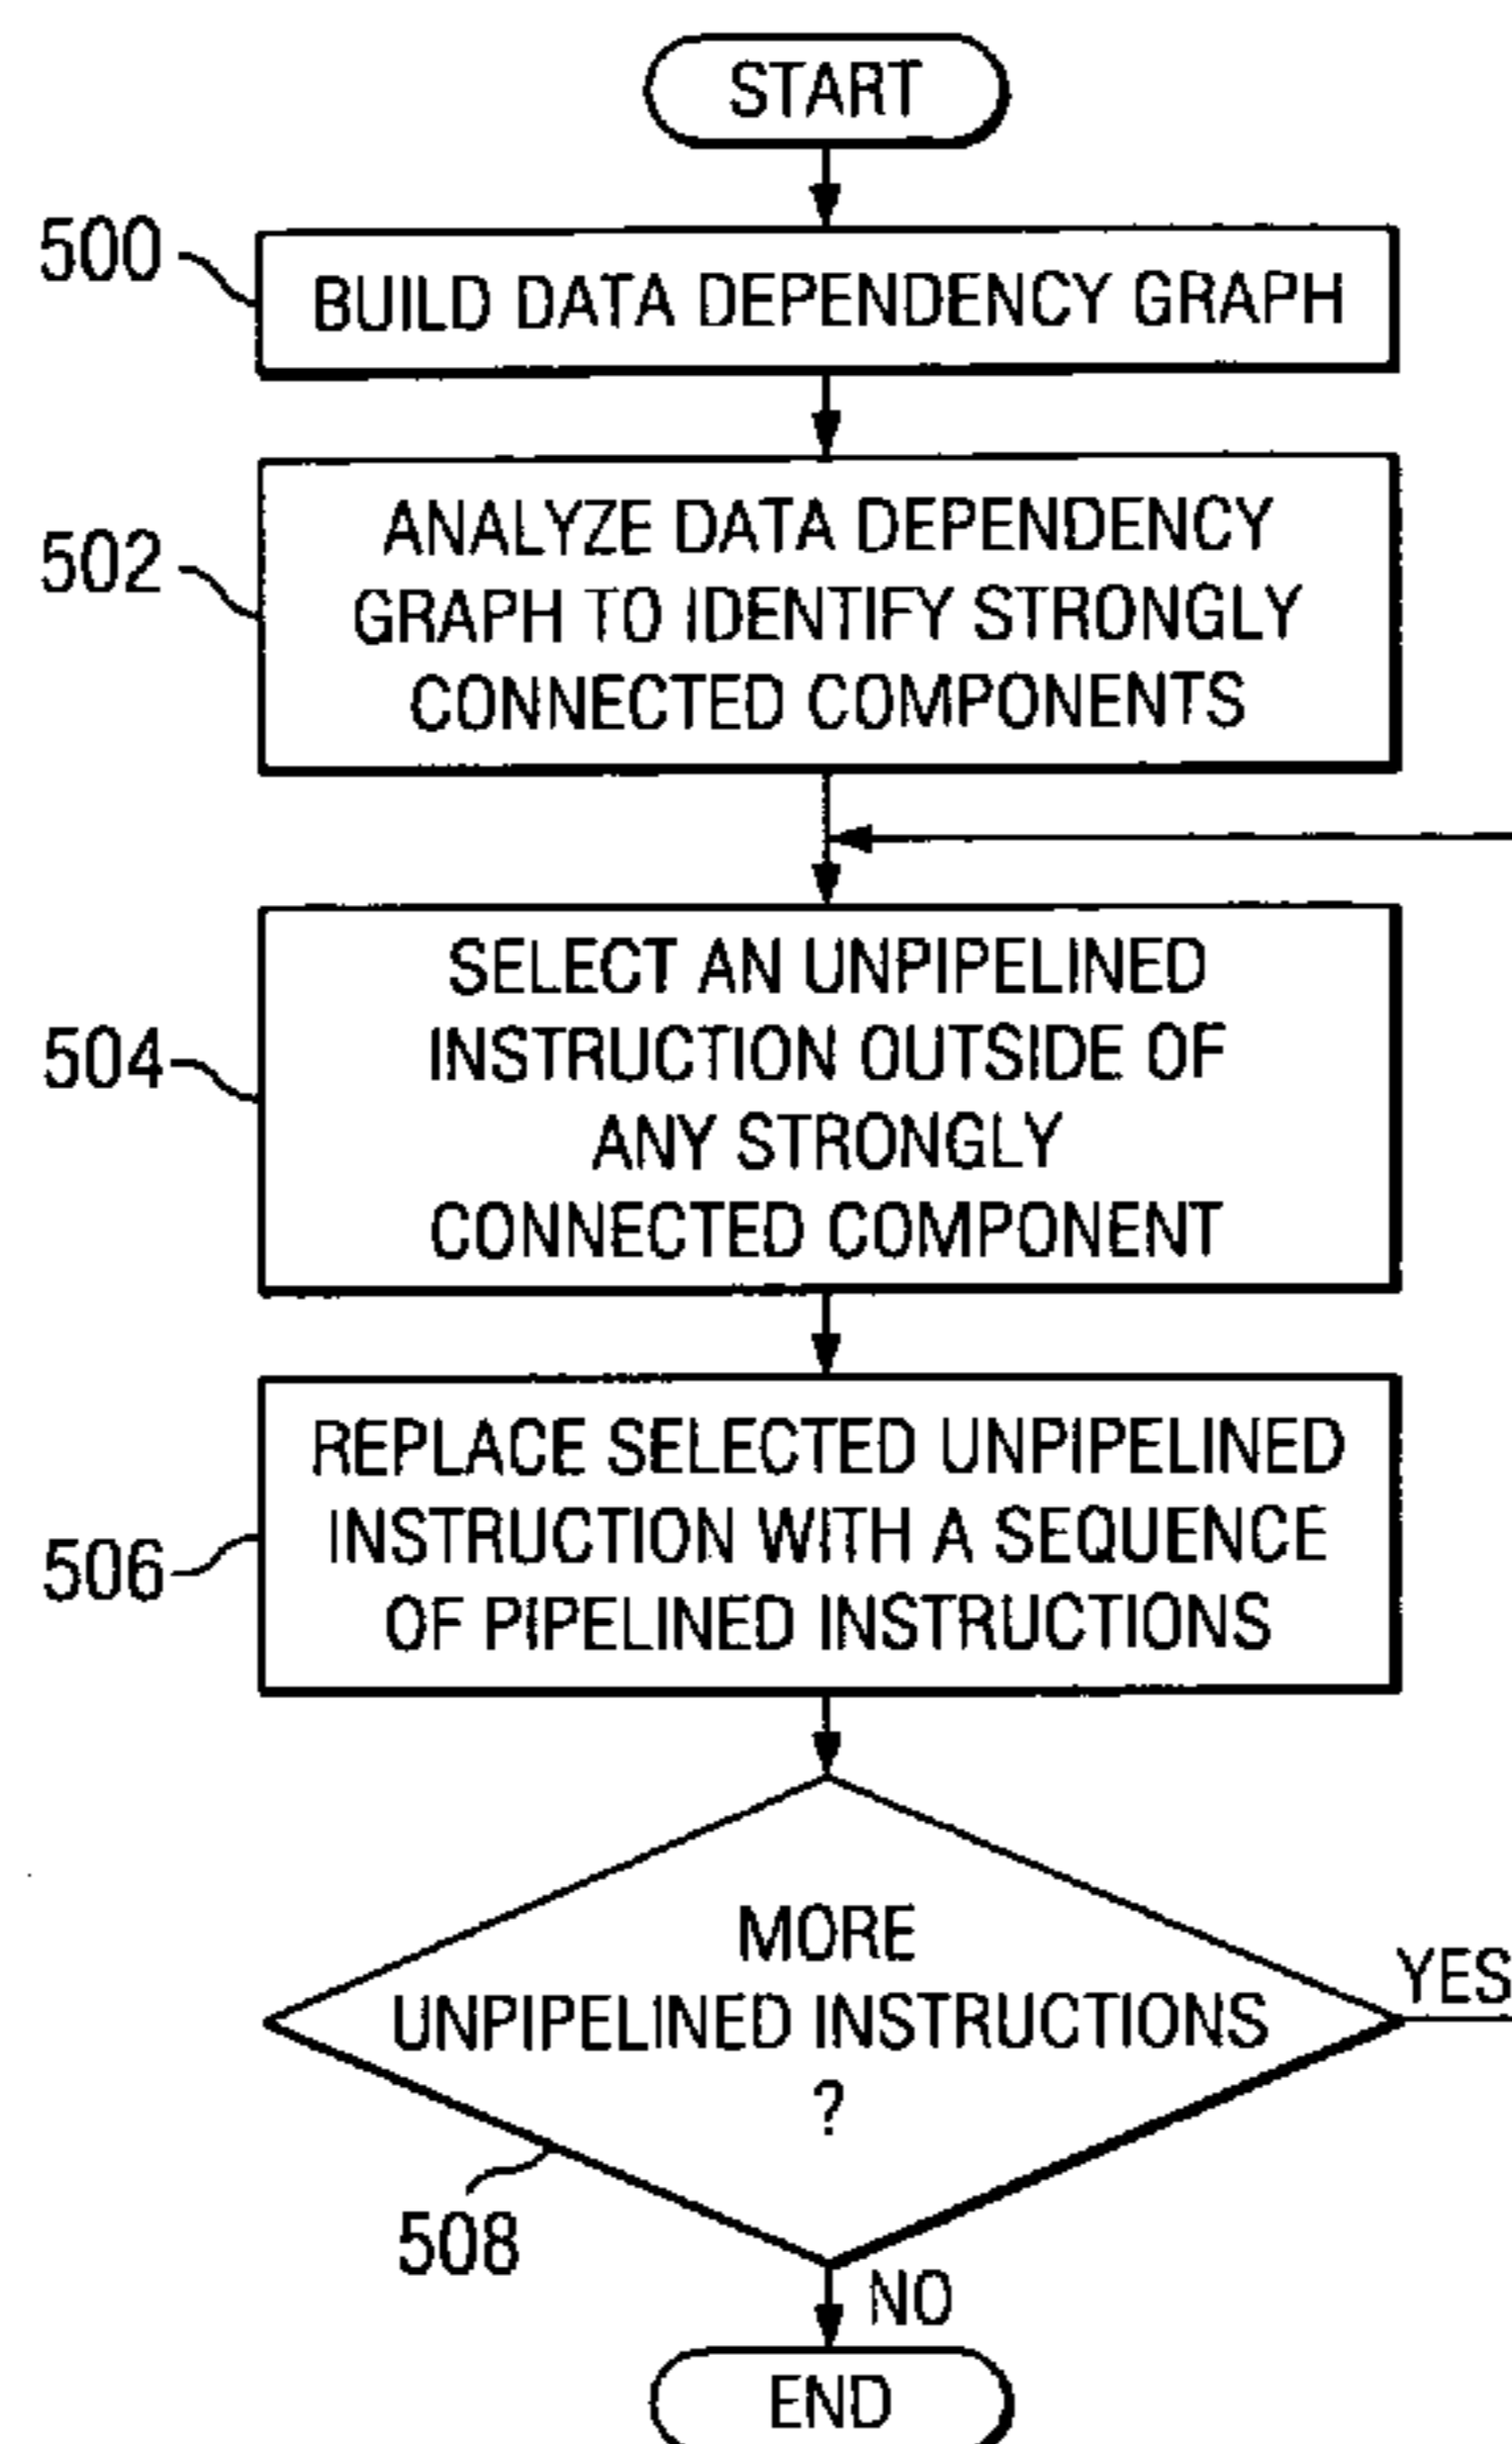 START
500
BUILD DATA DEPENDENCY GRAPH
502
ANALYZE DATA DEPENDENCY
GRAPH TO IDENTIFY STRONGLY
CONNECTED COMPONENTS
504
SELECT AN UNPIPELINED
INSTRUCTION OUTSIDE OF
ANY STRONGLY
CONNECTED COMPONENT
506
REPLACE SELECTED UNPIPELINED
INSTRUCTION WITH A SEQUENCE
OF PIPELINED INSTRUCTIONS
MORE
UNPIPELINED INSTRUCTIONS
?
YES
508
NO
END